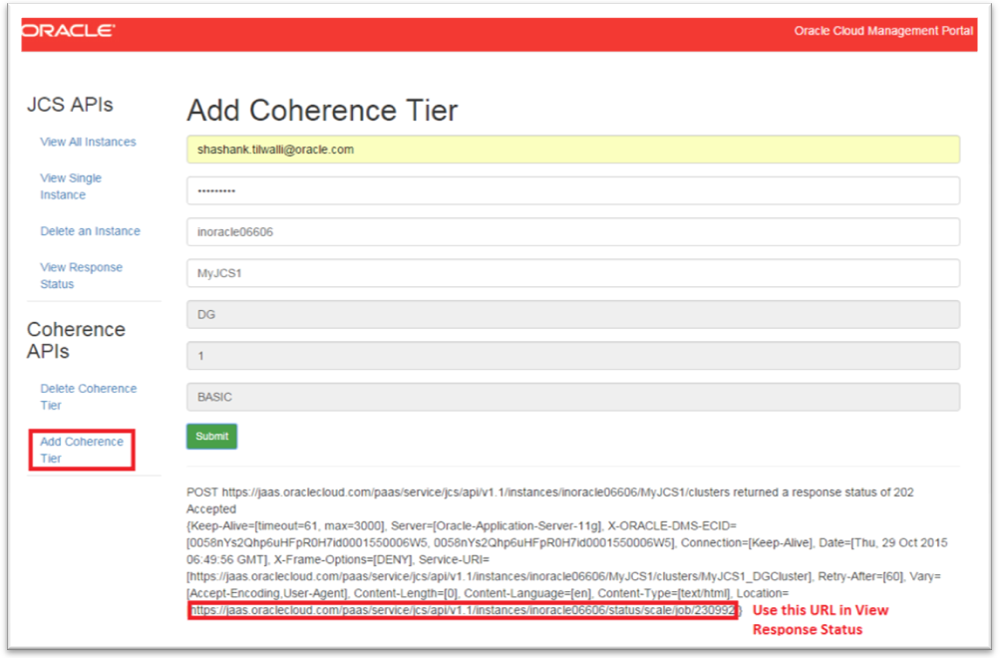 ORACLE
Oracle Cloud Management Portal
JCS APIs
View All Instances
View Single
Instance
Delete an Instance
View Response
Status
Coherence
APIs
Delete Coherence
Tier
Add Coherence
Tier
Add Coherence Tier
shashank.tilwalli@oracle.com
•••••••••
inoracle06606
MyJCS1
DG
1
BASIC
Submit
POST https://jaas.oraclecloud.com/paas/service/jcs/api/v1.1/instances/inoracle06606/MyJCS1/clusters returned a response status of 202
Accepted
{Keep-Alive=[timeout=61, max=3000], Server=[Oracle-Application-Server-11g], X-ORACLE-DMS-ECID=
[0058nYs2Qhp6uHFpR0H7id0001550006W5, 0058nYs2Qhp6uHFpR0H7id0001550006W5], Connection=[Keep-Alive], Date=[Thu, 29 Oct 2015
06:49:56 GMT], X-Frame-Options=[DENY], Service-URI=
[https://jaas.oraclecloud.com/paas/service/jcs/api/v1.1/instances/inoracle06606/MyJCS1/clusters/MyJCS1_DGCluster], Retry-After=[60], Vary=
[Accept-Encoding,User-Agent], Content-Length=[0], Content-Language=[en], Content-Type=[text/html], Location=
[https://jaas.oraclecloud.com/paas/service/jcs/api/v1.1/instances/inoracle06606/status/scale/job/230992]}
Use this URL in View
Response Status